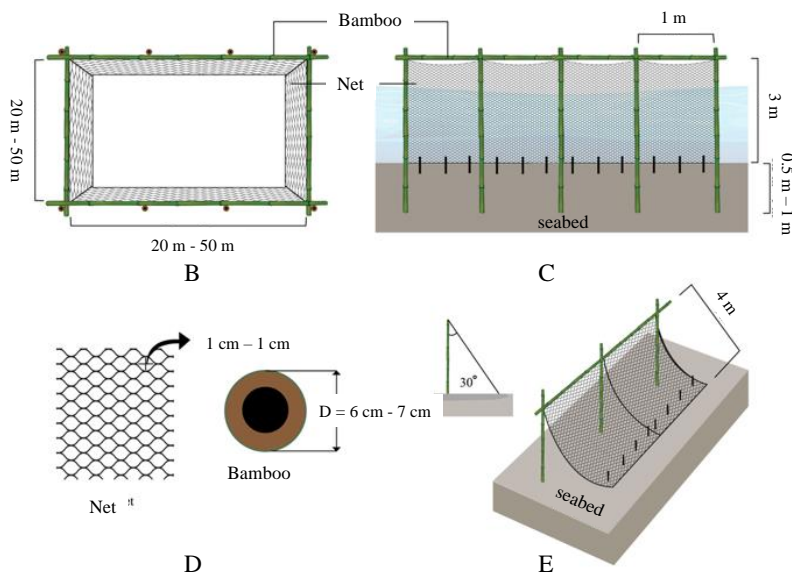 Bamboo
Net
20 m - 50 m
20 m - 50 m
B
1 m
3 m
0.5 m – 1 m
seabed
C
1 cm – 1 cm
D = 6 cm - 7 cm
Bamboo
Net
D
30°
4 m
seabed
E